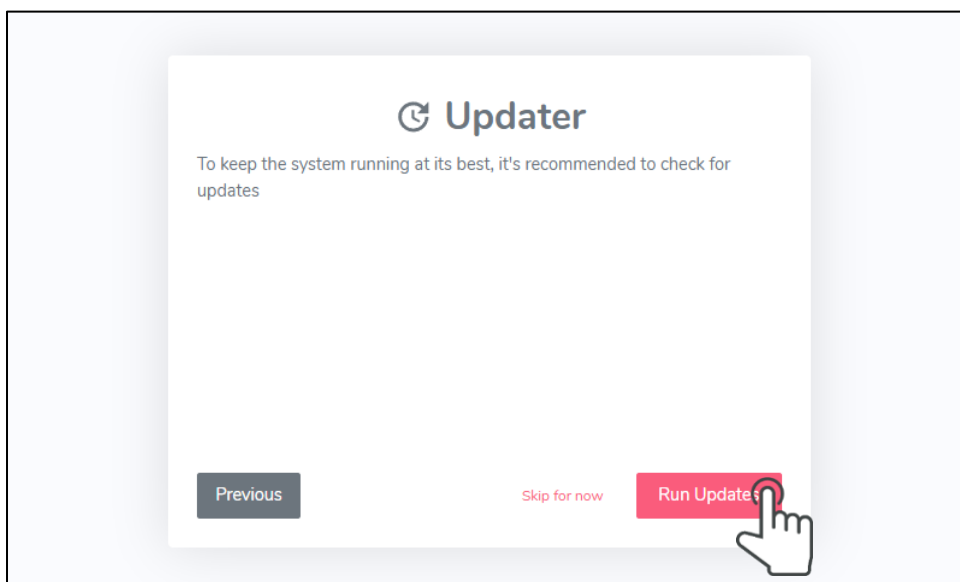 Updater
To keep the system running at its best, it's recommended to check for
updates
Previous
Skip for now
Run Updates